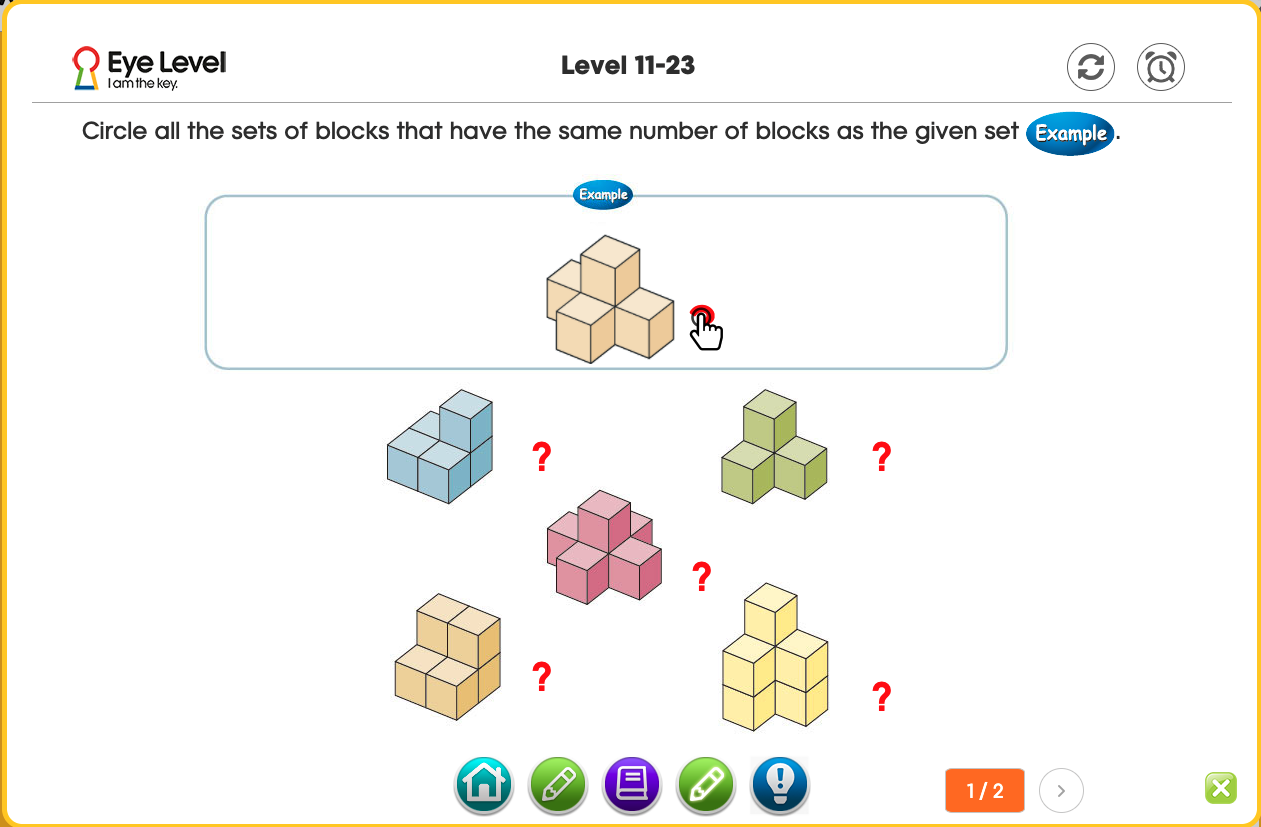 Eye Level
I am the key.
Level 11-23
Circle all the sets of blocks that have the same number of blocks as the given set Example.
Example
?
?
?
?
?
1 / 2